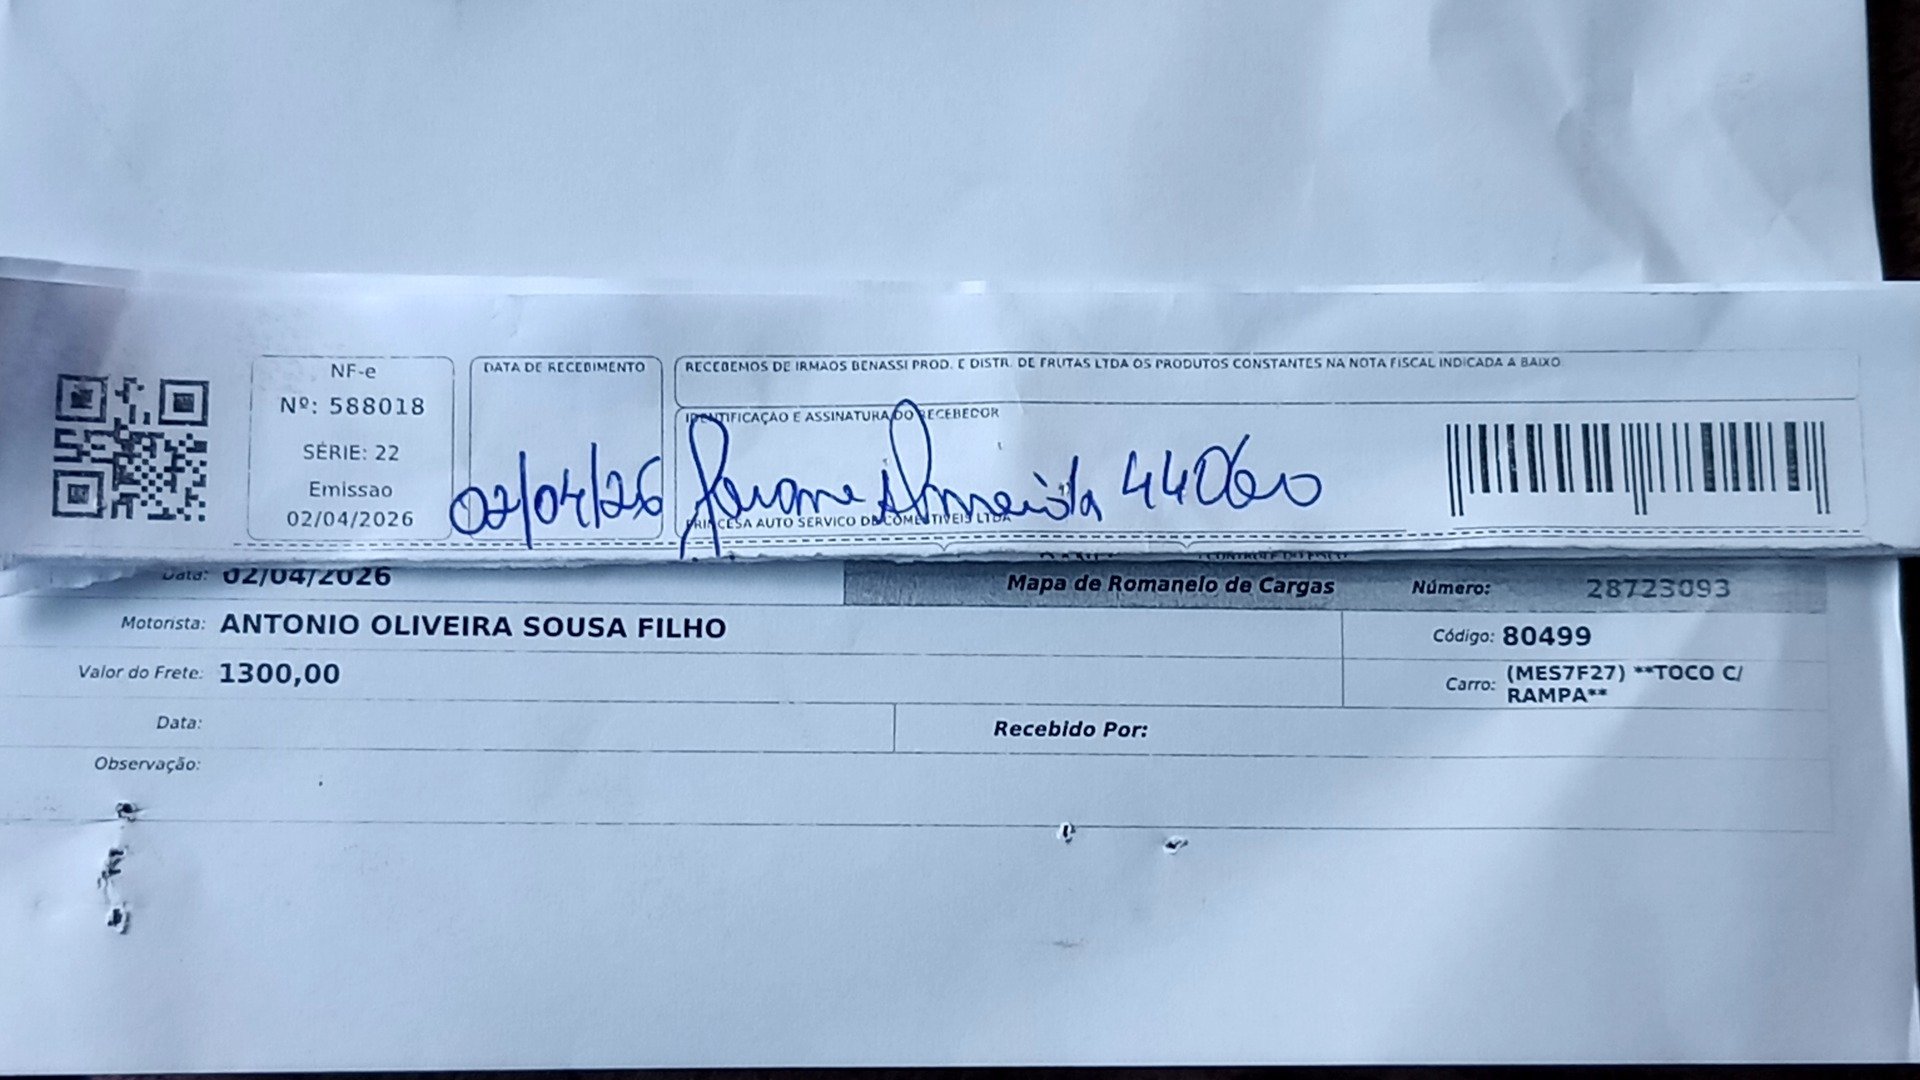 NF-e
Nº: 588018
SÉRIE: 22
Emissao
02/04/2026
DATA DE RECEBIMENTO
02/04/26
RECEBEMOS DE IRMAOS BENASSI PROD. E DISTR. DE FRUTAS LTDA OS PRODUTOS CONSTANTES NA NOTA FISCAL INDICADA A BAIXO
IDENTIFICAÇÃO E ASSINATURA DO RECEBEDOR
Almeida 44060
PRINCESA AUTO SERVICO DE COMESTIVEIS LTDA
Data: 02/04/2026
Mapa de Romaneio de Cargas
Número: 28723093
Motorista: ANTONIO OLIVEIRA SOUSA FILHO
Código: 80499
Valor do Frete: 1300,00
Carro: (MES7F27) **TOCO C/
RAMPA**
Data:
Recebido Por:
Observação: